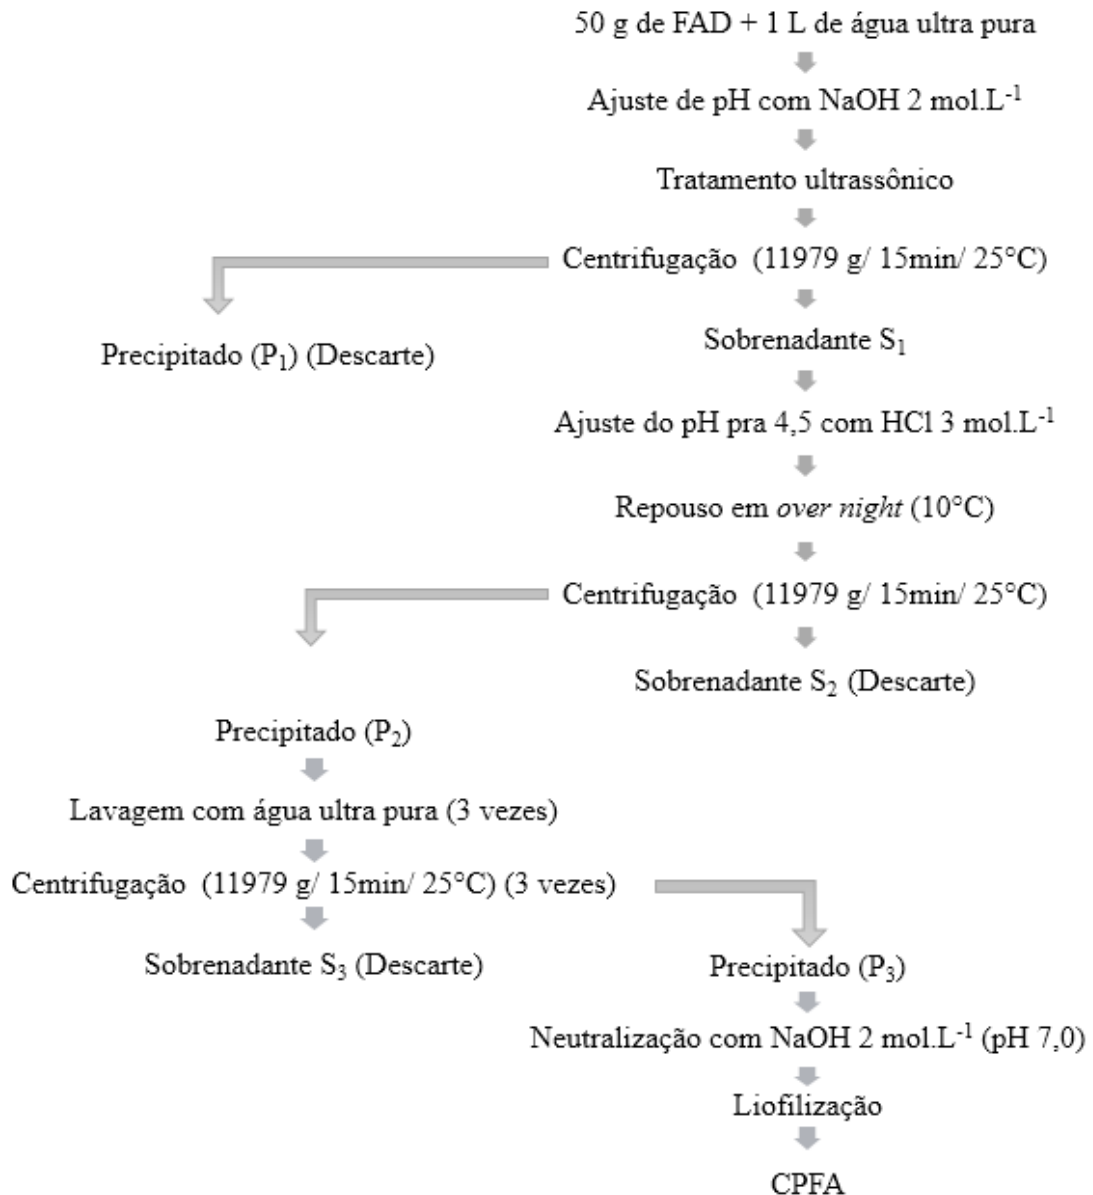 50 g de FAD + 1 L de água ultra pura
Ajuste de pH com NaOH 2 mol.L⁻¹
Tratamento ultrassônico
Centrifugação (11979 g/ 15min/ 25°C)
Precipitado (P₁) (Descarte)
Sobrenadante S₁
Ajuste do pH pra 4,5 com HCl 3 mol.L⁻¹
Repouso em over night (10°C)
Centrifugação (11979 g/ 15min/ 25°C)
Sobrenadante S₂ (Descarte)
Precipitado (P₂)
Lavagem com água ultra pura (3 vezes)
Centrifugação (11979 g/ 15min/ 25°C) (3 vezes)
Sobrenadante S₃ (Descarte)
Precipitado (P₃)
Neutralização com NaOH 2 mol.L⁻¹ (pH 7,0)
Liofilização
CPFA